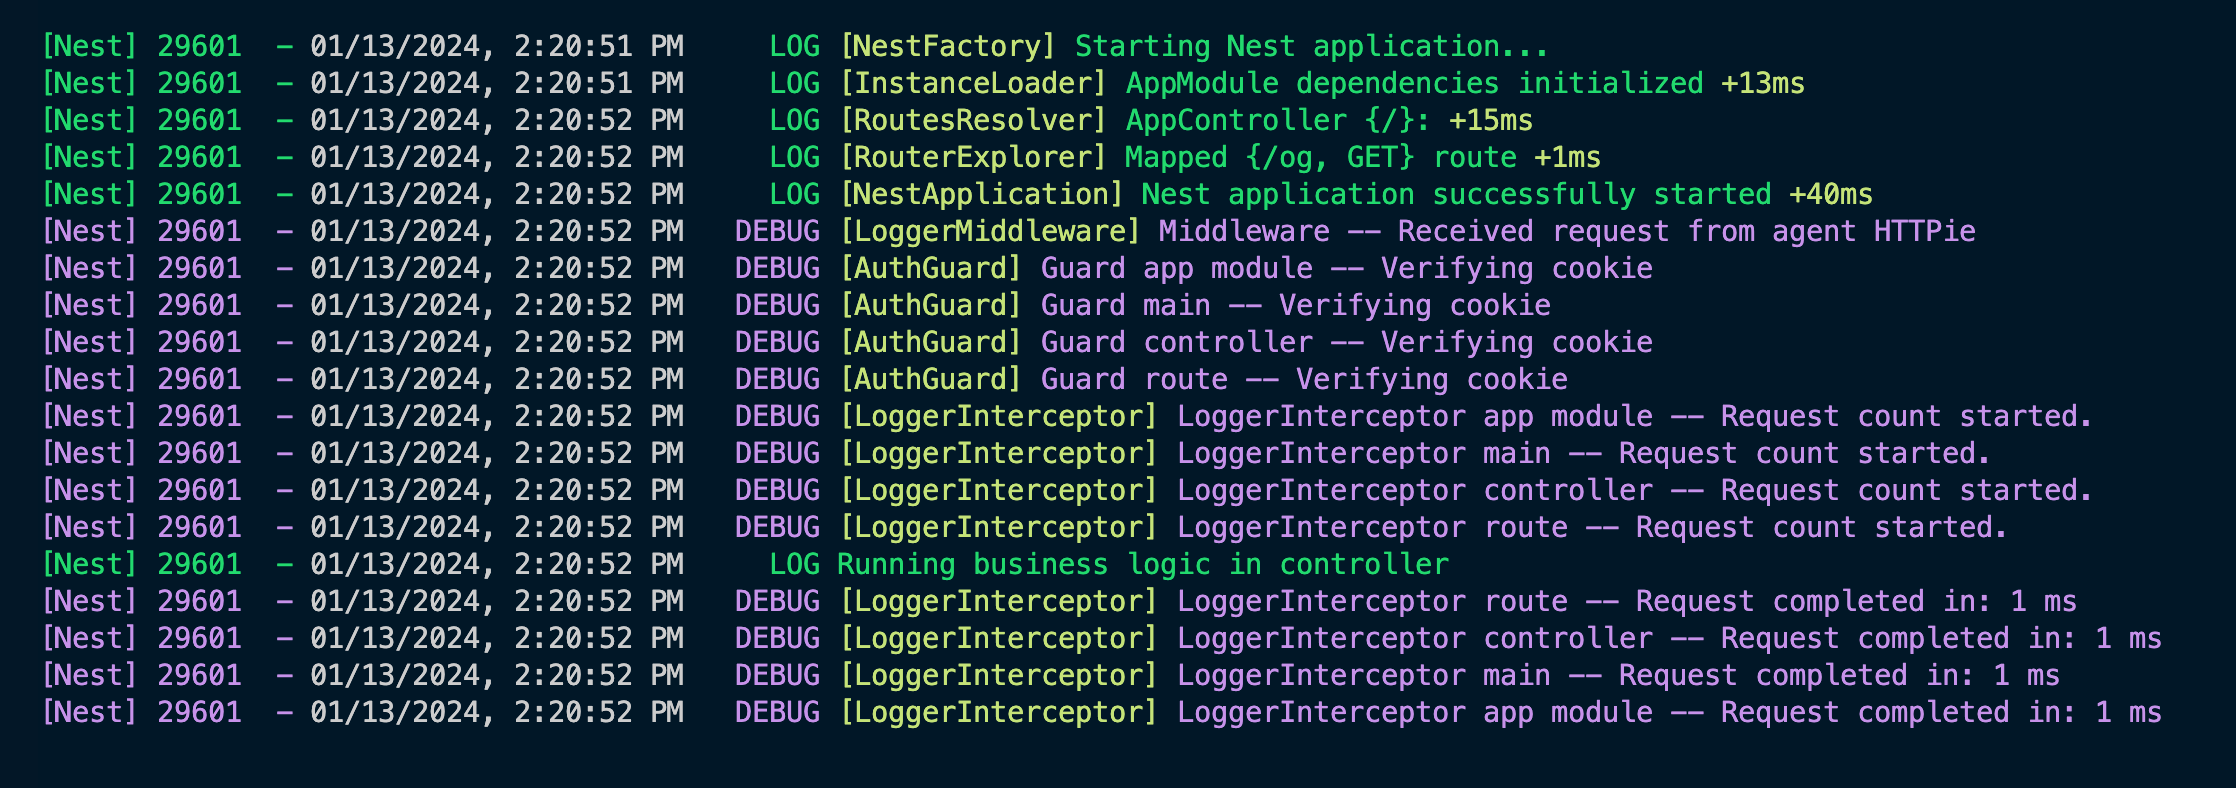 [Nest] 29601  - 01/13/2024, 2:20:51 PM     LOG [NestFactory] Starting Nest application...
[Nest] 29601  - 01/13/2024, 2:20:51 PM     LOG [InstanceLoader] AppModule dependencies initialized +13ms
[Nest] 29601  - 01/13/2024, 2:20:52 PM     LOG [RoutesResolver] AppController {/}: +15ms
[Nest] 29601  - 01/13/2024, 2:20:52 PM     LOG [RouterExplorer] Mapped {/og, GET} route +1ms
[Nest] 29601  - 01/13/2024, 2:20:52 PM     LOG [NestApplication] Nest application successfully started +40ms
[Nest] 29601  - 01/13/2024, 2:20:52 PM   DEBUG [LoggerMiddleware] Middleware -- Received request from agent HTTPie
[Nest] 29601  - 01/13/2024, 2:20:52 PM   DEBUG [AuthGuard] Guard app module -- Verifying cookie
[Nest] 29601  - 01/13/2024, 2:20:52 PM   DEBUG [AuthGuard] Guard main -- Verifying cookie
[Nest] 29601  - 01/13/2024, 2:20:52 PM   DEBUG [AuthGuard] Guard controller -- Verifying cookie
[Nest] 29601  - 01/13/2024, 2:20:52 PM   DEBUG [AuthGuard] Guard route -- Verifying cookie
[Nest] 29601  - 01/13/2024, 2:20:52 PM   DEBUG [LoggerInterceptor] LoggerInterceptor app module -- Request count started.
[Nest] 29601  - 01/13/2024, 2:20:52 PM   DEBUG [LoggerInterceptor] LoggerInterceptor main -- Request count started.
[Nest] 29601  - 01/13/2024, 2:20:52 PM   DEBUG [LoggerInterceptor] LoggerInterceptor controller -- Request count started.
[Nest] 29601  - 01/13/2024, 2:20:52 PM   DEBUG [LoggerInterceptor] LoggerInterceptor route -- Request count started.
[Nest] 29601  - 01/13/2024, 2:20:52 PM     LOG Running business logic in controller
[Nest] 29601  - 01/13/2024, 2:20:52 PM   DEBUG [LoggerInterceptor] LoggerInterceptor route -- Request completed in: 1 ms
[Nest] 29601  - 01/13/2024, 2:20:52 PM   DEBUG [LoggerInterceptor] LoggerInterceptor controller -- Request completed in: 1 ms
[Nest] 29601  - 01/13/2024, 2:20:52 PM   DEBUG [LoggerInterceptor] LoggerInterceptor main -- Request completed in: 1 ms
[Nest] 29601  - 01/13/2024, 2:20:52 PM   DEBUG [LoggerInterceptor] LoggerInterceptor app module -- Request completed in: 1 ms